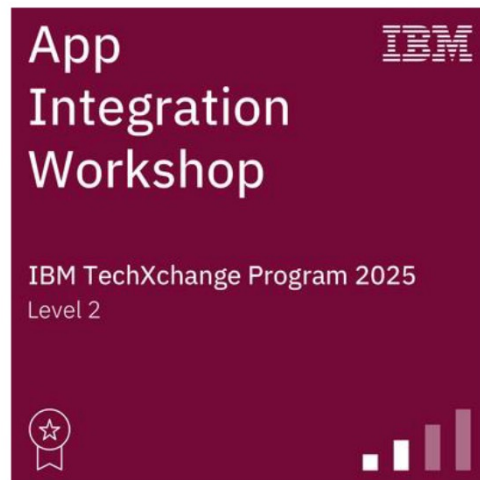 App
IBM
Integration
Workshop
IBM TechXchange Program 2025
Level 2